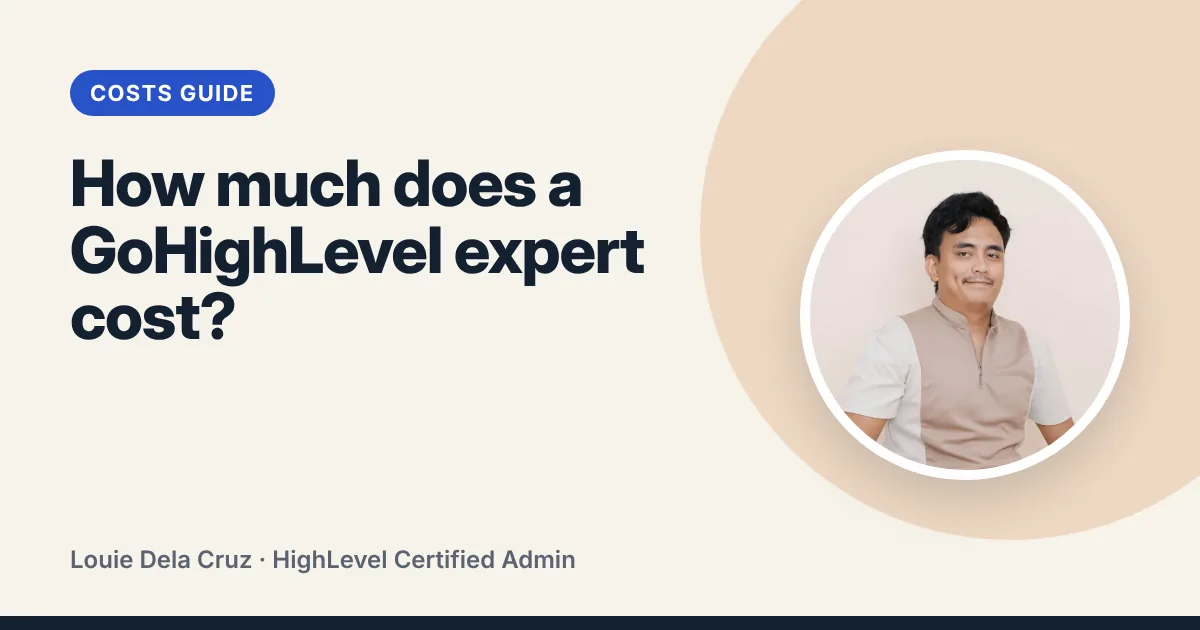 COSTS GUIDE
How much does a
GoHighLevel expert
cost?
Louie Dela Cruz · HighLevel Certified Admin